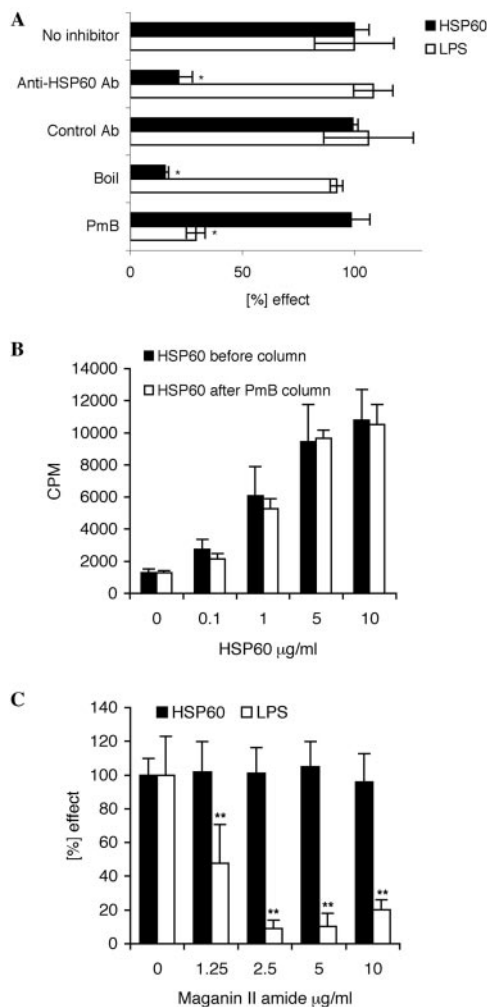 A
HSP60
LPS
No inhibitor
Anti-HSP60 Ab
*
Control Ab
Boil
*
PmB
*
0 50 100
[%] effect
B
HSP60 before column
HSP60 after PmB column
14000
12000
10000
8000
6000
4000
2000
0
CPM
0 0.1 1 5 10
HSP60 μg/ml
C
HSP60 LPS
140
120
100
80
60
40
20
0
[%] effect
** ** ** **
0 1.25 2.5 5 10
Maganin II amide μg/ml